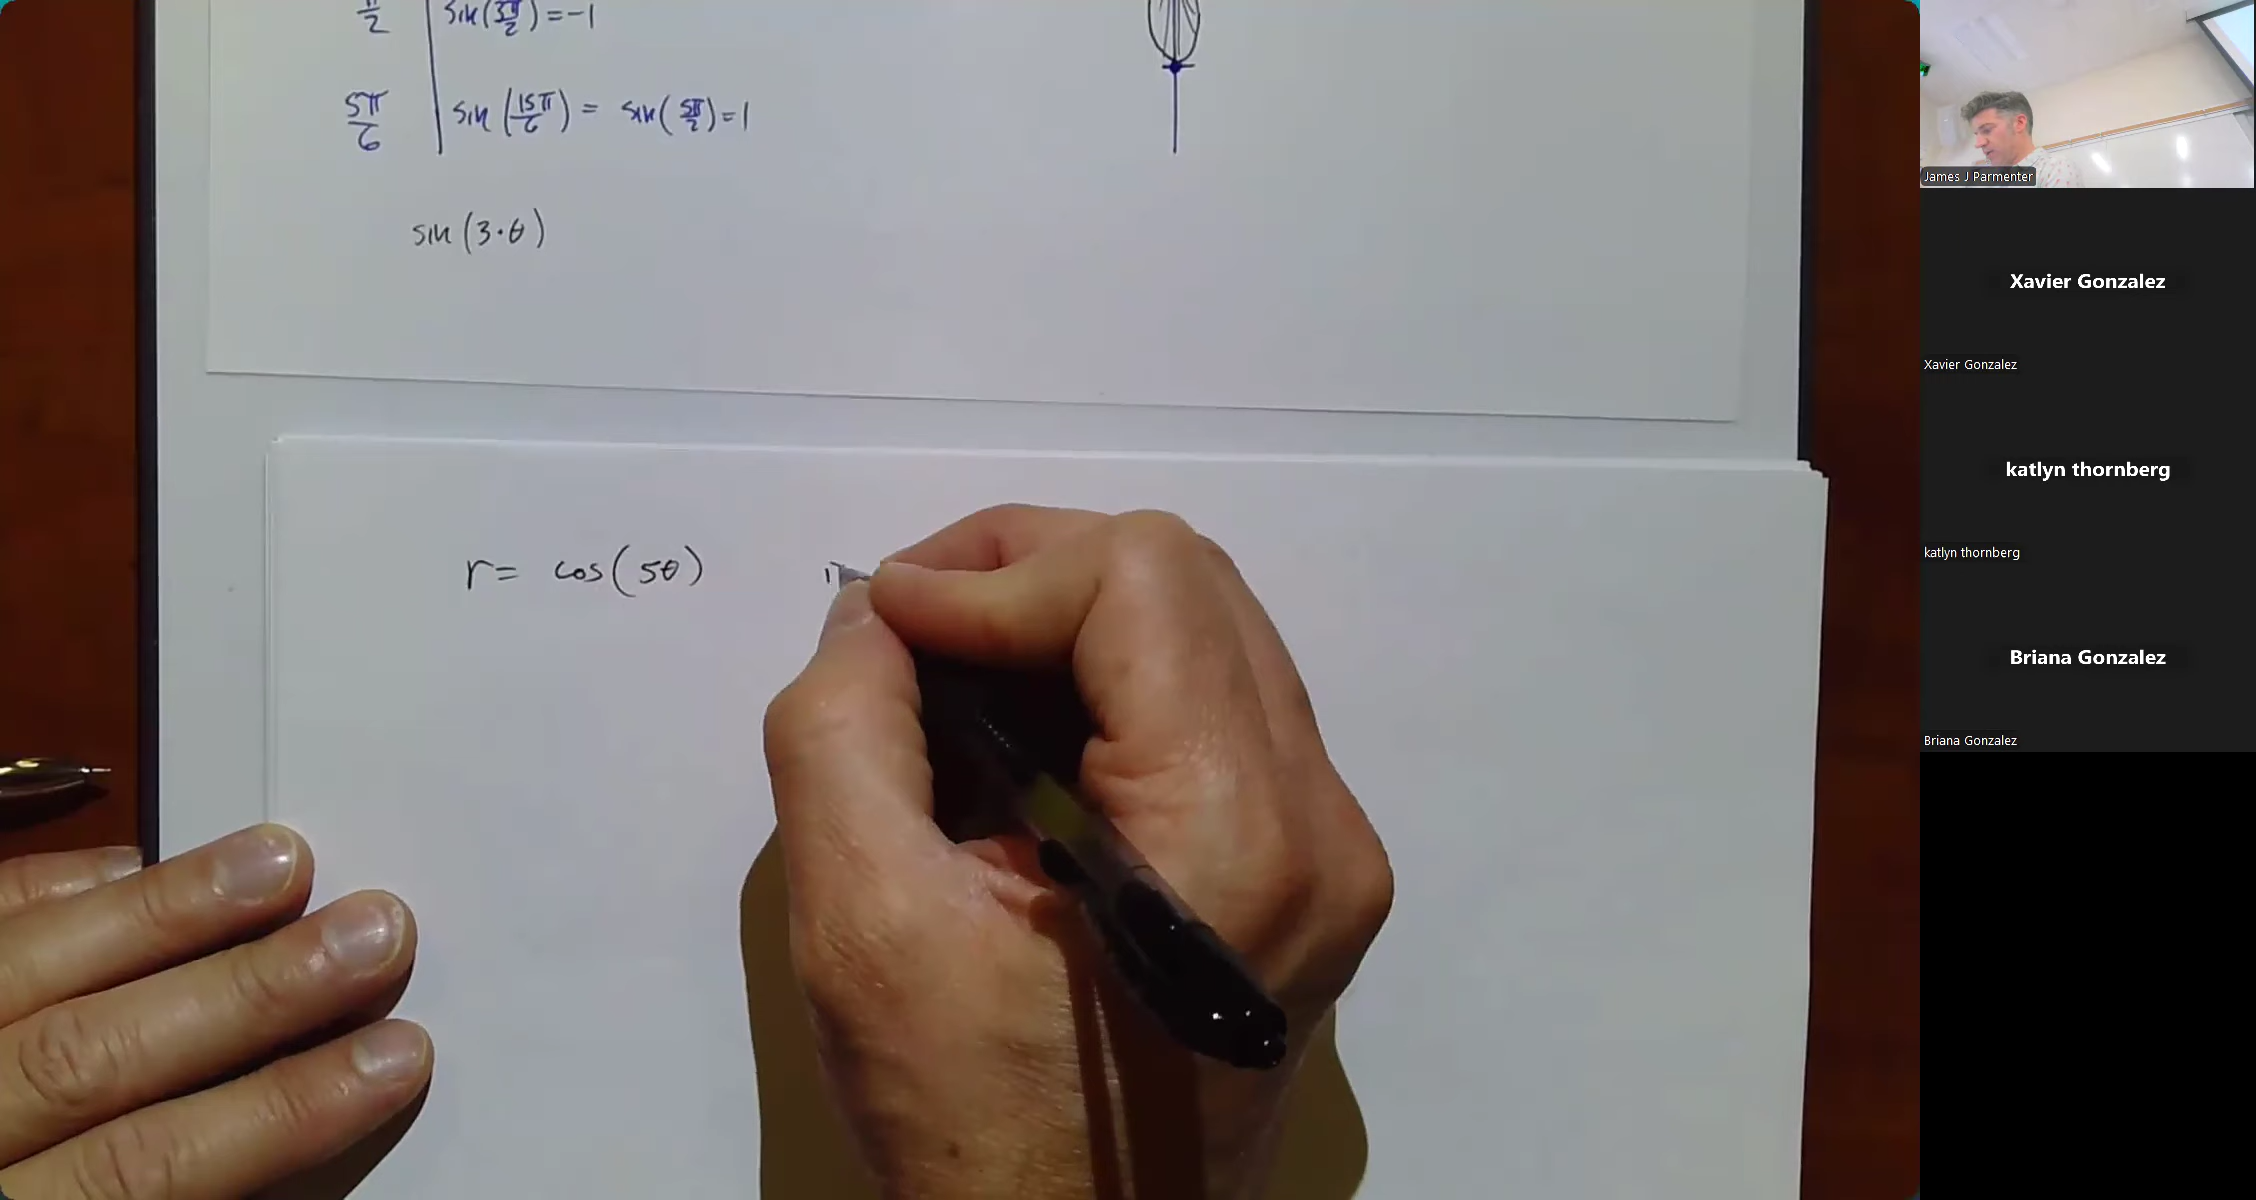 π/2 sin(3π/2) = -1
5π/6 sin(15π/6) = sin(5π/2) = 1
sin(3·θ)
r = cos(5θ)
James J Parmenter
Xavier Gonzalez
Xavier Gonzalez
katlyn thornberg
katlyn thornberg
Briana Gonzalez
Briana Gonzalez